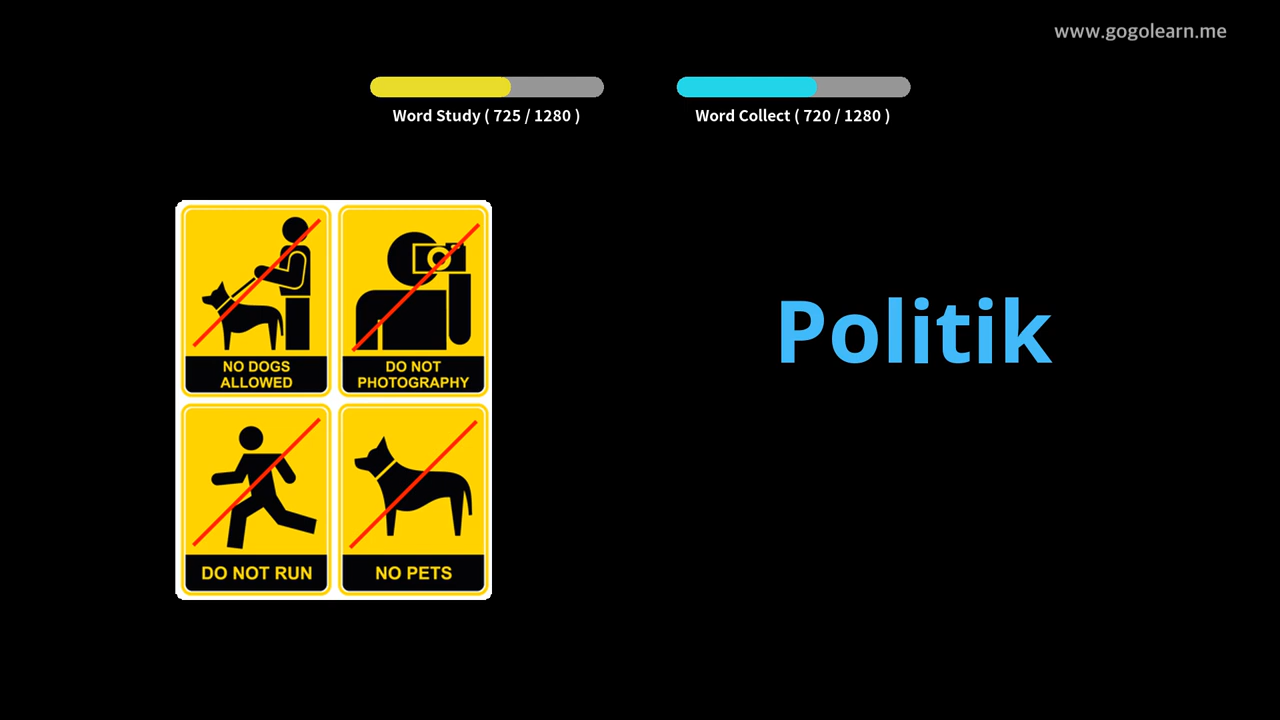 www.gogolearn.me
Word Study ( 725 / 1280 )
Word Collect ( 720 / 1280 )
NO DOGS
ALLOWED
DO NOT
PHOTOGRAPHY
DO NOT RUN
NO PETS
Politik